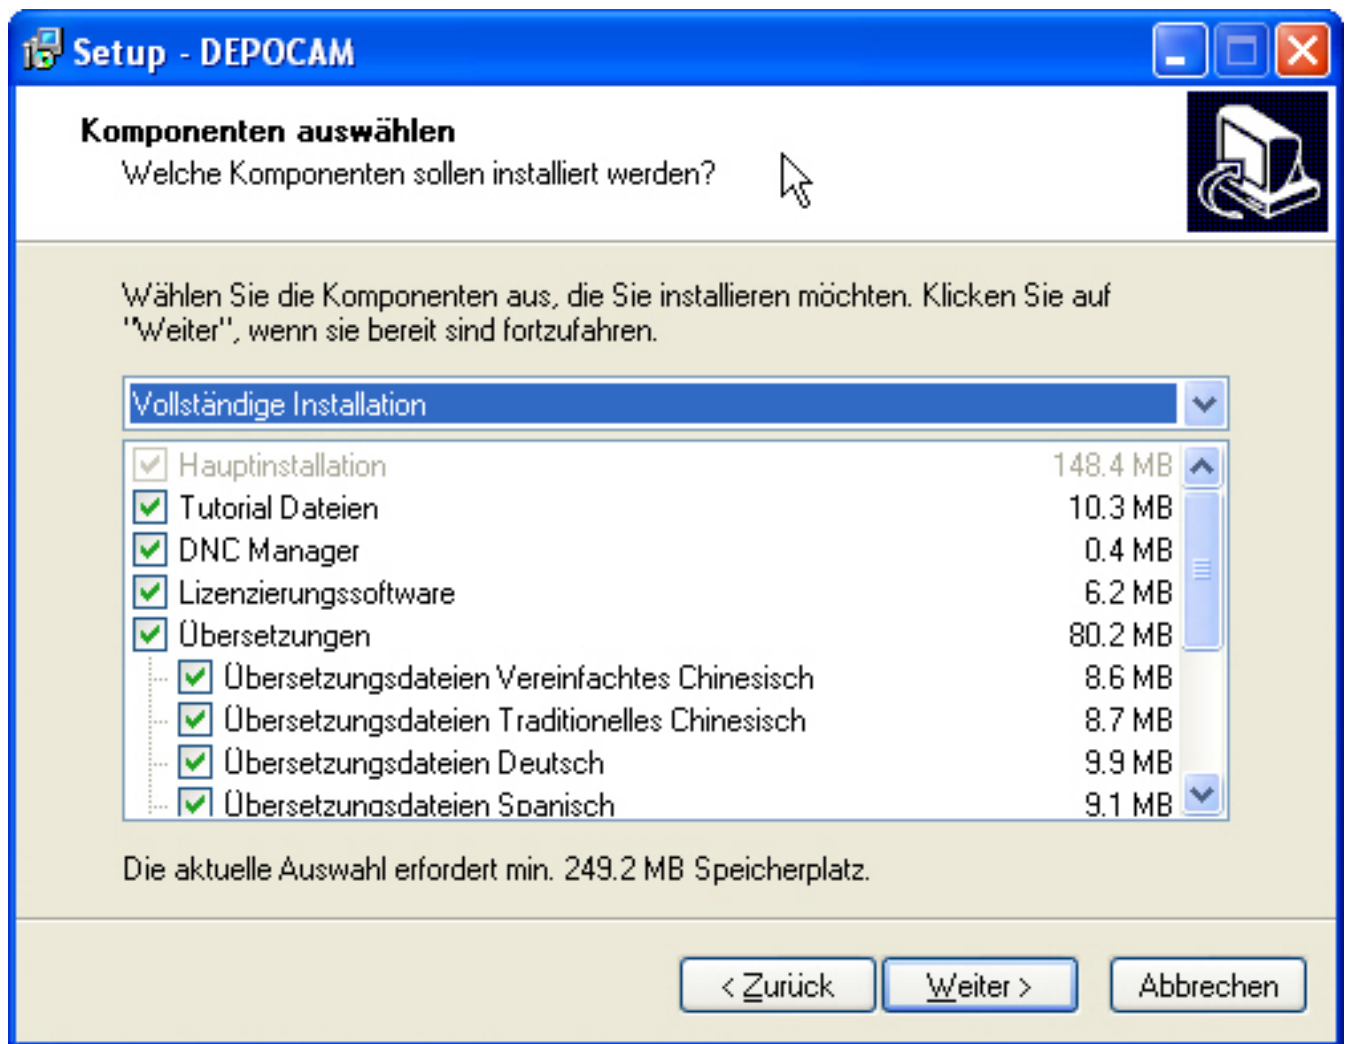 Setup - DEPOCAM
Komponenten auswählen
Welche Komponenten sollen installiert werden?
Wählen Sie die Komponenten aus, die Sie installieren möchten. Klicken Sie auf
"Weiter", wenn sie bereit sind fortzufahren.
Vollständige Installation
Hauptinstallation 148.4 MB
Tutorial Dateien 10.3 MB
DNC Manager 0.4 MB
Lizenzierungssoftware 6.2 MB
Übersetzungen 80.2 MB
Übersetzungsdateien Vereinfachtes Chinesisch 8.6 MB
Übersetzungsdateien Traditionelles Chinesisch 8.7 MB
Übersetzungsdateien Deutsch 9.9 MB
Übersetzungsdateien Spanisch 9.1 MB
Die aktuelle Auswahl erfordert min. 249.2 MB Speicherplatz.
< Zurück Weiter > Abbrechen